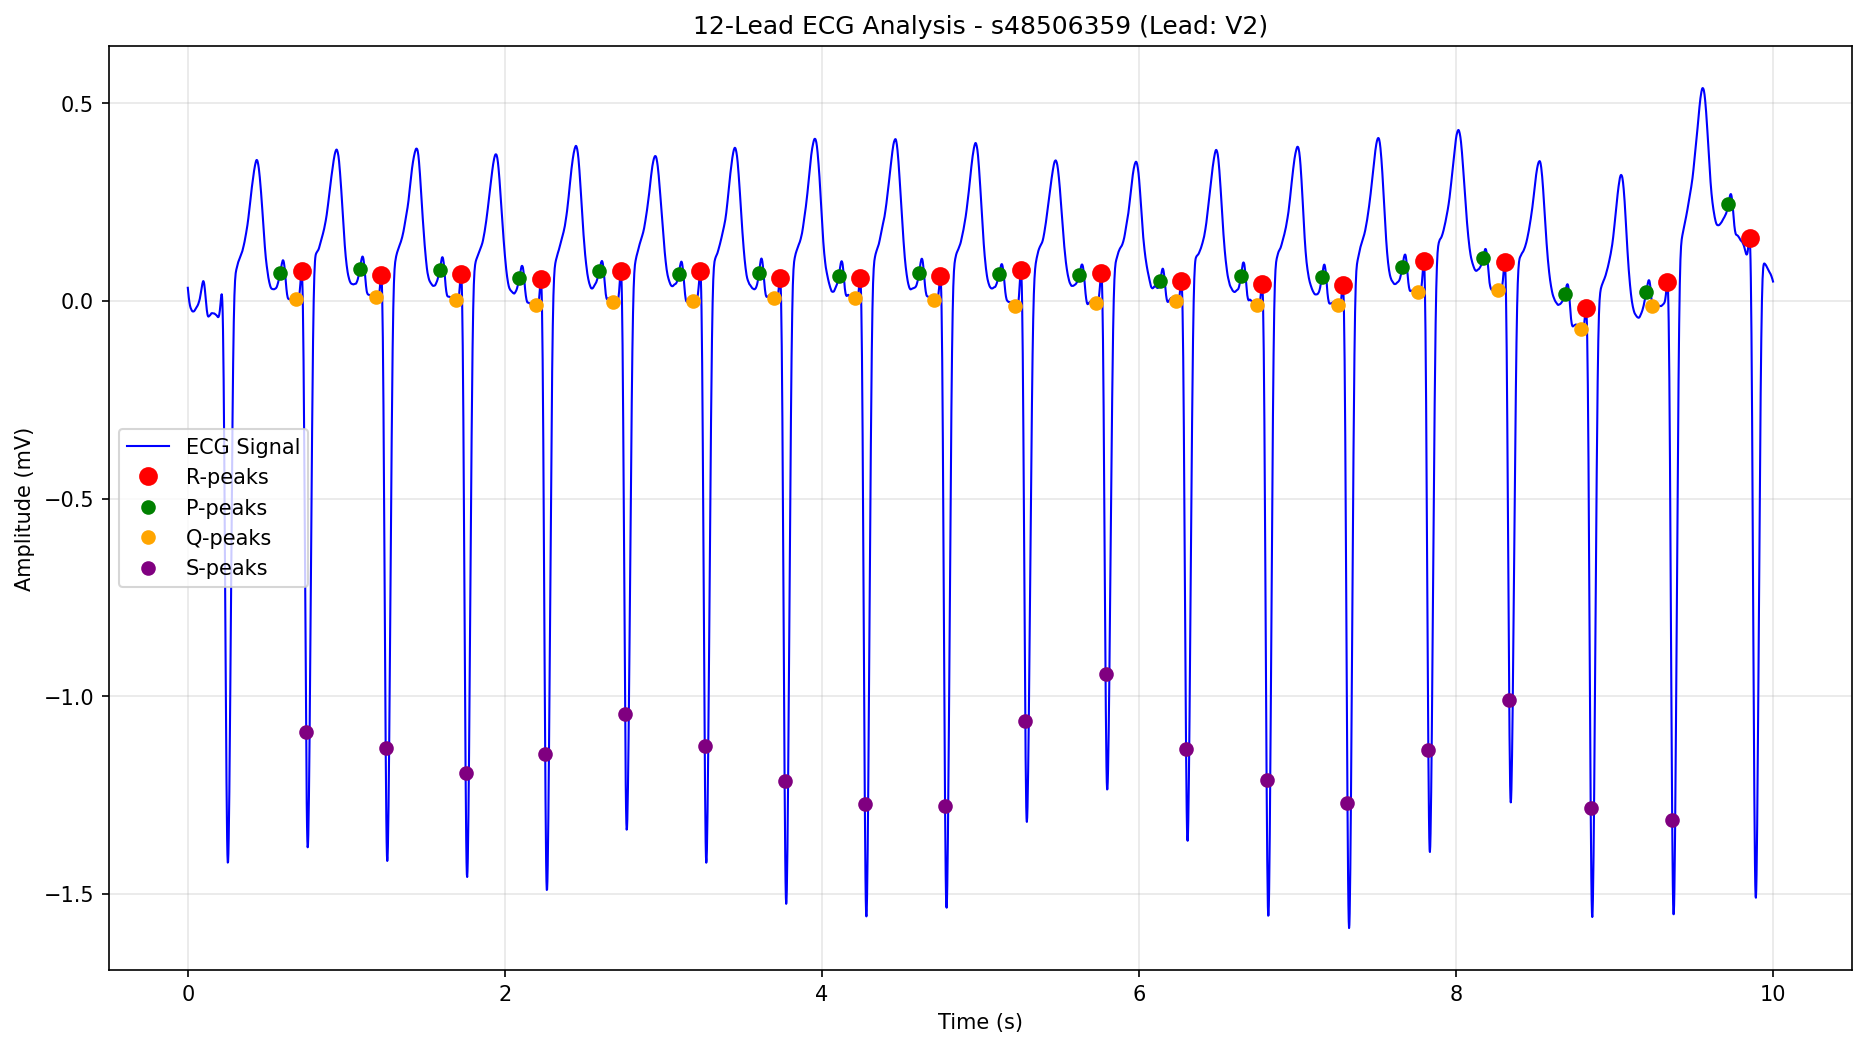 12-Lead ECG Analysis - s48506359 (Lead: V2)
0.5
0.0
−0.5
−1.0
−1.5
Amplitude (mV)
ECG Signal
R-peaks
P-peaks
Q-peaks
S-peaks
0
2
4
6
8
10
Time (s)